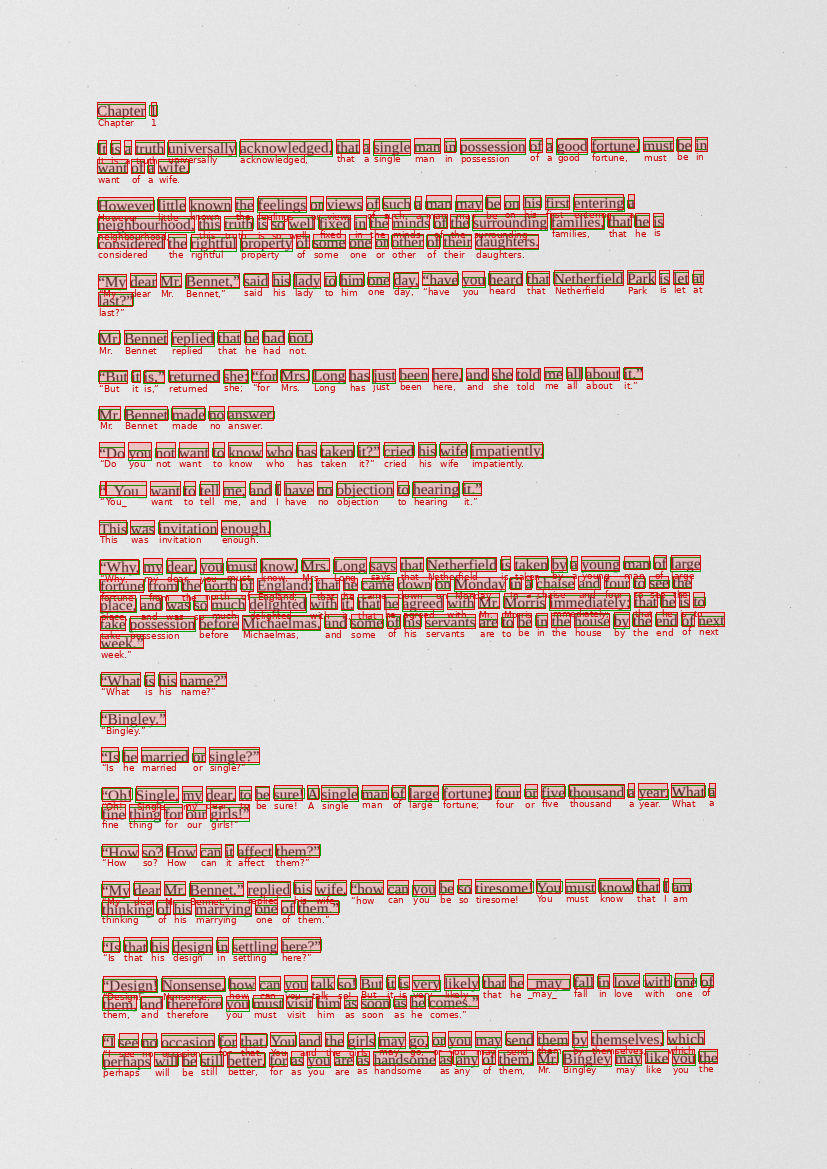 Chapter 1
It is a truth universally acknowledged, that a single man in possession of a good fortune, must be in
want of a wife.
However little known the feelings or views of such a man may be on his first entering a
neighbourhood, this truth is so well fixed in the minds of the surrounding families, that he is
considered the rightful property of some one or other of their daughters.
“My dear Mr. Bennet,” said his lady to him one day, “have you heard that Netherfield Park is let at
last?”
Mr. Bennet replied that he had not.
“But it is,” returned she; “for Mrs. Long has just been here, and she told me all about it.”
Mr. Bennet made no answer.
“Do you not want to know who has taken it?” cried his wife impatiently.
“_You_ want to tell me, and I have no objection to hearing it.”
This was invitation enough.
“Why, my dear, you must know, Mrs. Long says that Netherfield is taken by a young man of large
fortune from the north of England; that he came down on Monday in a chaise and four to see the
place, and was so much delighted with it, that he agreed with Mr. Morris immediately; that he is to
take possession before Michaelmas, and some of his servants are to be in the house by the end of next
week.”
“What is his name?”
“Bingley.”
“Is he married or single?”
“Oh! Single, my dear, to be sure! A single man of large fortune; four or five thousand a year. What a
fine thing for our girls!”
“How so? How can it affect them?”
“My dear Mr. Bennet,” replied his wife, “how can you be so tiresome! You must know that I am
thinking of his marrying one of them.”
“Is that his design in settling here?”
“Design! Nonsense, how can you talk so! But it is very likely that he _may_ fall in love with one of
them, and therefore you must visit him as soon as he comes.”
“I see no occasion for that. You and the girls may go, or you may send them by themselves, which
perhaps will be still better, for as you are as handsome as any of them, Mr. Bingley may like you the